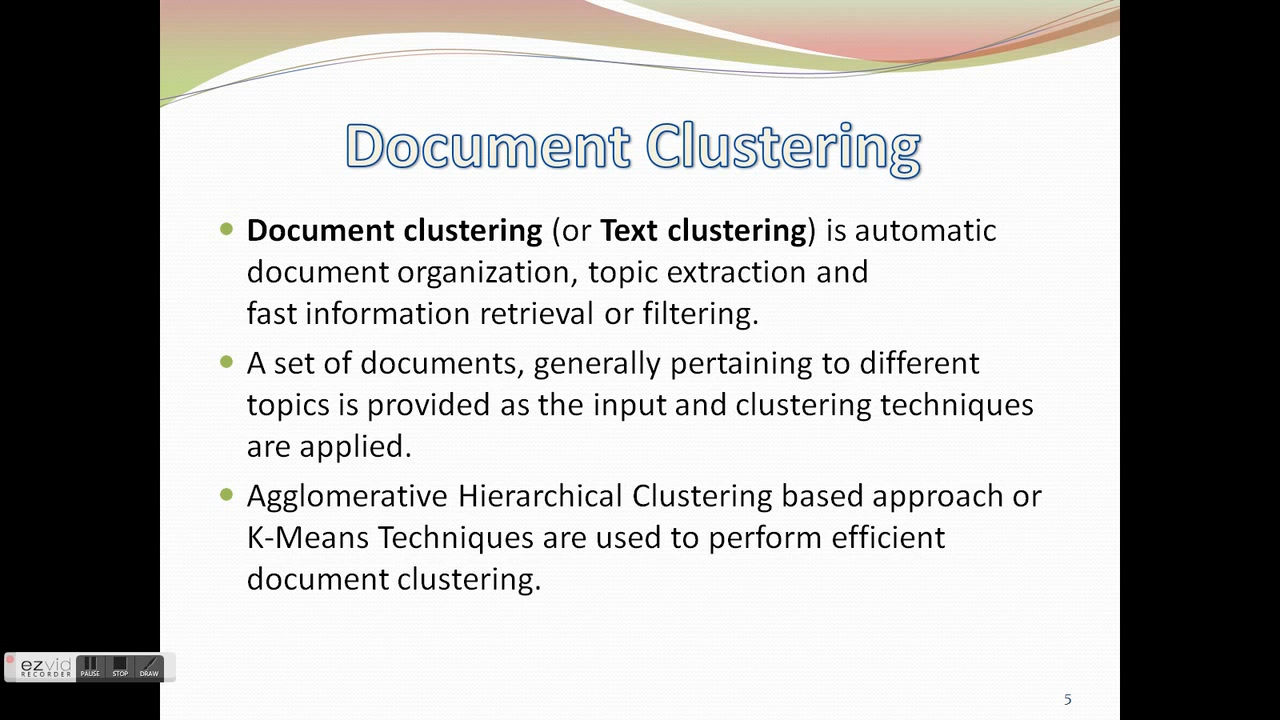 Document Clustering
Document clustering (or Text clustering) is automatic
document organization, topic extraction and
fast information retrieval or filtering.
A set of documents, generally pertaining to different
topics is provided as the input and clustering techniques
are applied.
Agglomerative Hierarchical Clustering based approach or
K-Means Techniques are used to perform efficient
document clustering.
ezvid
RECORDER
PAUSE STOP DRAW
5